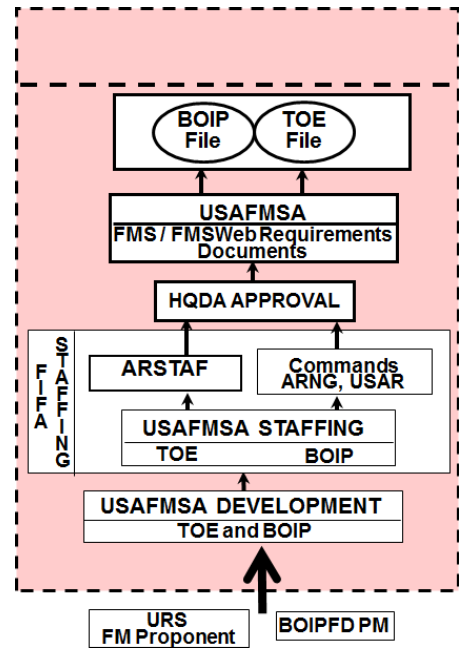 BOIP
File
TOE
File
USAFMSA
FMS / FMSWeb Requirements
Documents
HQDA APPROVAL
FIFA
STAFFING
ARSTAF
Commands
ARNG, USAR
USAFMSA STAFFING
TOE BOIP
USAFMSA DEVELOPMENT
TOE and BOIP
URS
FM Proponent
BOIPFD PM